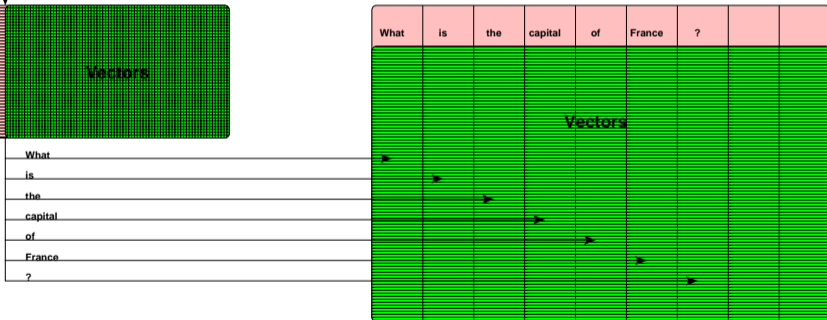 Vectors
What is the capital of France ?
Vectors
What
is
the
capital
of
France
?